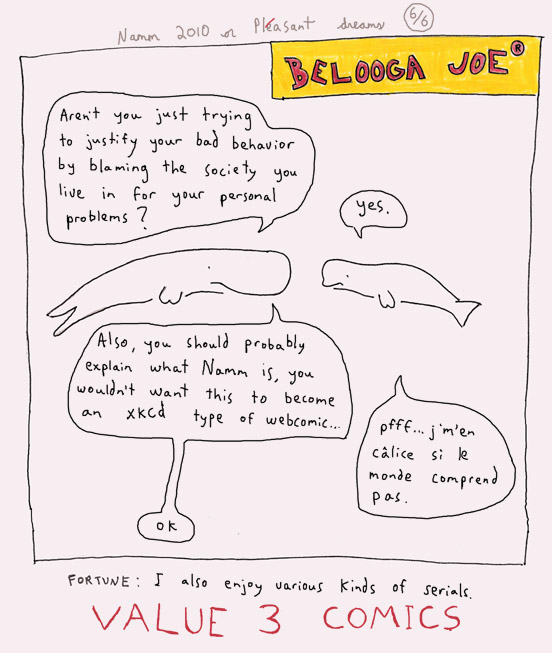 Namm 2010 or Pleasant dreams 6/6
BELOOGA JOE®
Aren't you just trying
to justify your bad behavior
by blaming the society you
live in for your personal
problems?
yes.
Also, you should probably
explain what Namm is, you
wouldn't want this to become
an xkcd type of webcomic...
pfff... j'm'en
câlice si le
monde comprend
pas.
ok
FORTUNE: I also enjoy various kinds of serials.
VALUE 3 COMICS